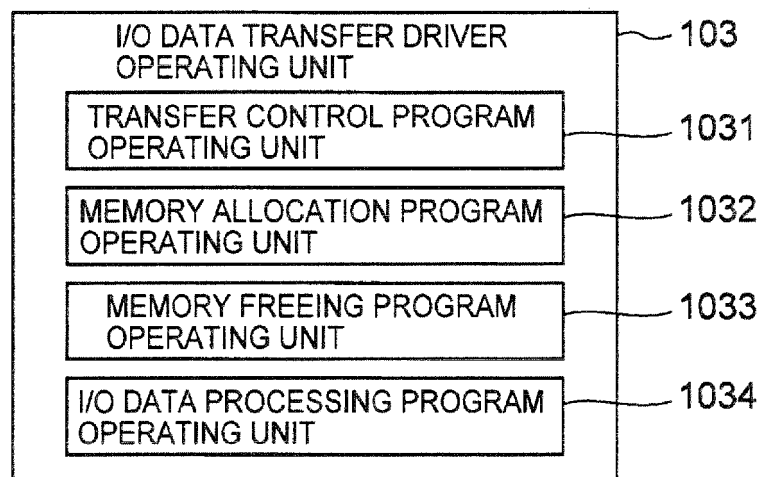 I/O DATA TRANSFER DRIVER
OPERATING UNIT
103
TRANSFER CONTROL PROGRAM
OPERATING UNIT
1031
MEMORY ALLOCATION PROGRAM
OPERATING UNIT
1032
MEMORY FREEING PROGRAM
OPERATING UNIT
1033
I/O DATA PROCESSING PROGRAM
OPERATING UNIT
1034